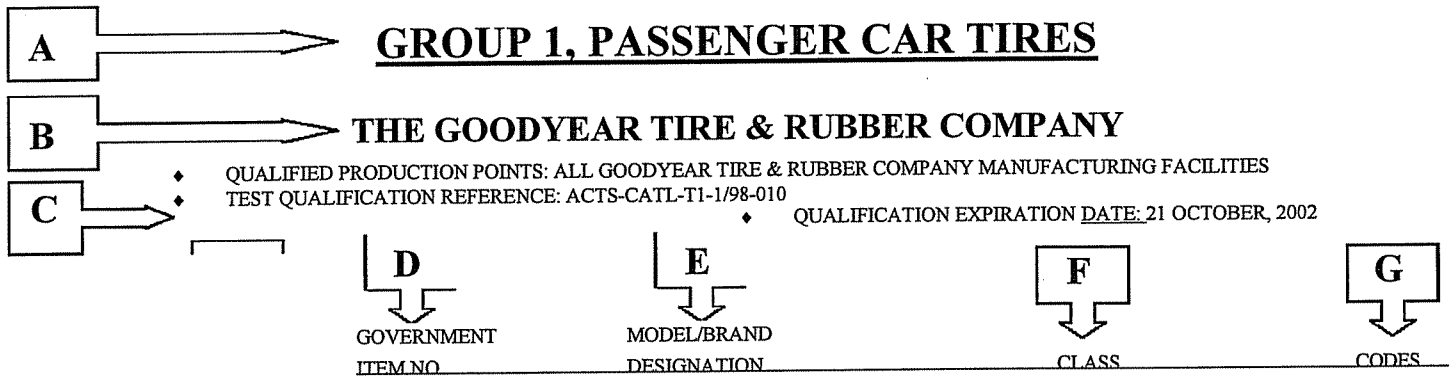 A
GROUP 1, PASSENGER CAR TIRES
B
THE GOODYEAR TIRE & RUBBER COMPANY
♦ QUALIFIED PRODUCTION POINTS: ALL GOODYEAR TIRE & RUBBER COMPANY MANUFACTURING FACILITIES
C
♦ TEST QUALIFICATION REFERENCE: ACTS-CATL-T1-1/98-010
♦ QUALIFICATION EXPIRATION DATE: 21 OCTOBER, 2002
D E F G
GOVERNMENT MODEL/BRAND
ITEM NO DESIGNATION CLASS CODES